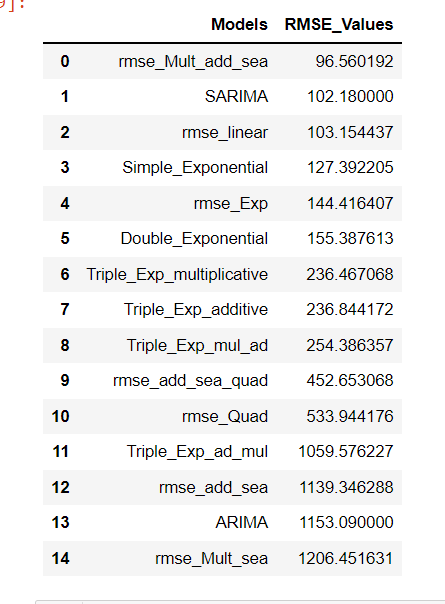 9]:
Models RMSE_Values
0 rmse_Mult_add_sea 96.560192
1 SARIMA 102.180000
2 rmse_linear 103.154437
3 Simple_Exponential 127.392205
4 rmse_Exp 144.416407
5 Double_Exponential 155.387613
6 Triple_Exp_multiplicative 236.467068
7 Triple_Exp_additive 236.844172
8 Triple_Exp_mul_ad 254.386357
9 rmse_add_sea_quad 452.653068
10 rmse_Quad 533.944176
11 Triple_Exp_ad_mul 1059.576227
12 rmse_add_sea 1139.346288
13 ARIMA 1153.090000
14 rmse_Mult_sea 1206.451631